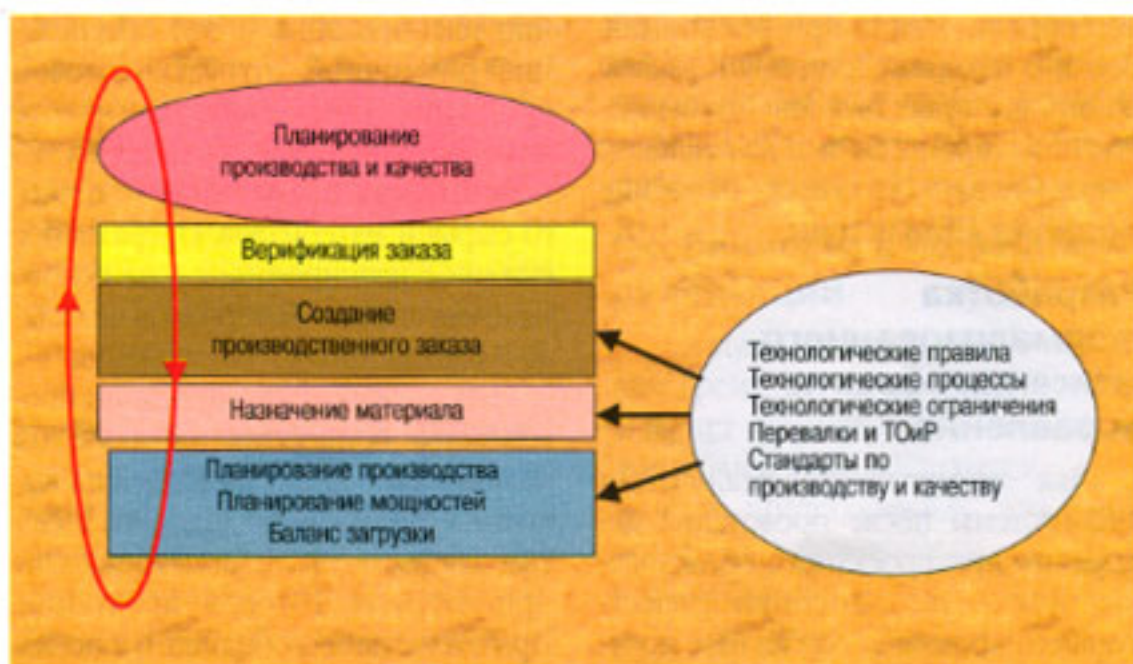 Планирование
производства и качества
Верификация заказа
Создание
производственного заказа
Назначение материала
Планирование производства
Планирование мощностей
Баланс загрузки
Технологические правила
Технологические процессы
Технологические ограничения
Перевалки и ТОиР
Стандарты по
производству и качеству